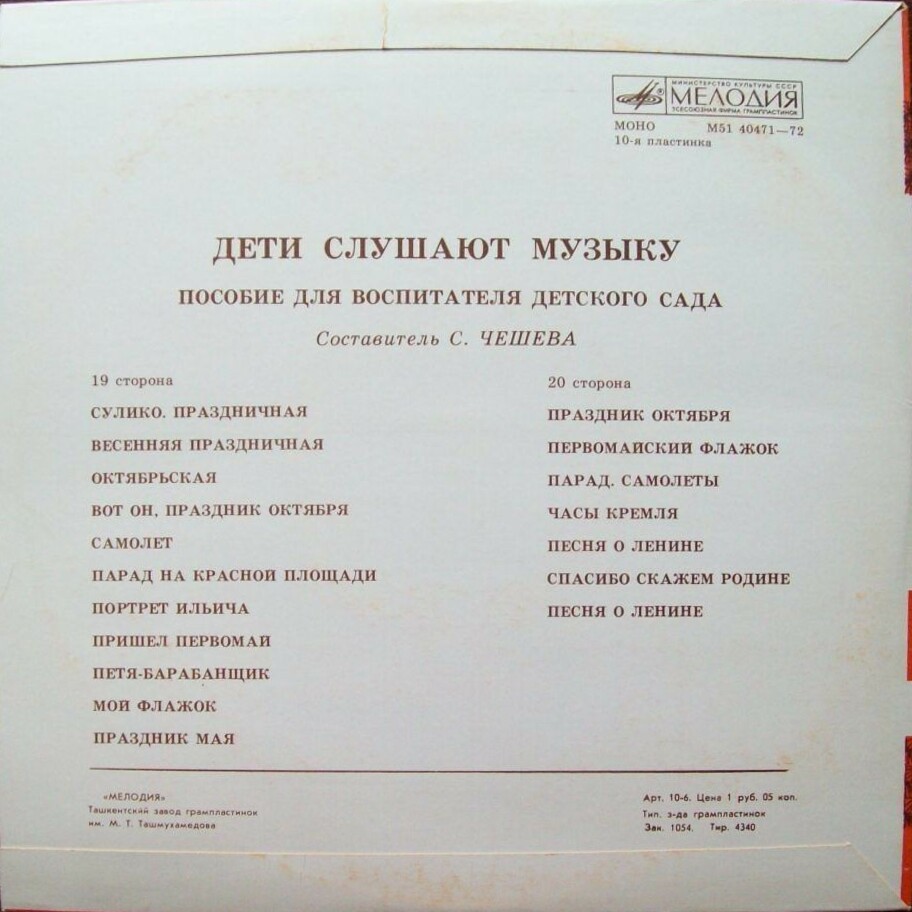 МИНИСТЕРСТВО КУЛЬТУРЫ СССР
МЕЛОДИЯ
ВСЕСОЮЗНАЯ ФИРМА ГРАМПЛАСТИНОК
МОНО М51 40471—72
10-я пластинка
ДЕТИ СЛУШАЮТ МУЗЫКУ
ПОСОБИЕ ДЛЯ ВОСПИТАТЕЛЯ ДЕТСКОГО САДА
Составитель С. ЧЕШЕВА
19 сторона
СУЛИКО. ПРАЗДНИЧНАЯ
ВЕСЕННЯЯ ПРАЗДНИЧНАЯ
ОКТЯБРЬСКАЯ
ВОТ ОН, ПРАЗДНИК ОКТЯБРЯ
САМОЛЕТ
ПАРАД НА КРАСНОЙ ПЛОЩАДИ
ПОРТРЕТ ИЛЬИЧА
ПРИШЕЛ ПЕРВОМАЙ
ПЕТЯ-БАРАБАНЩИК
МОЙ ФЛАЖОК
ПРАЗДНИК МАЯ
20 сторона
ПРАЗДНИК ОКТЯБРЯ
ПЕРВОМАЙСКИЙ ФЛАЖОК
ПАРАД. САМОЛЕТЫ
ЧАСЫ КРЕМЛЯ
ПЕСНЯ О ЛЕНИНЕ
СПАСИБО СКАЖЕМ РОДИНЕ
ПЕСНЯ О ЛЕНИНЕ
«МЕЛОДИЯ»
Ташкентский завод грампластинок
им. М. Т. Ташмухамедова
Арт. 10-6. Цена 1 руб. 05 коп.
Тип. з-да грампластинок
Зак. 1054. Тир. 4340